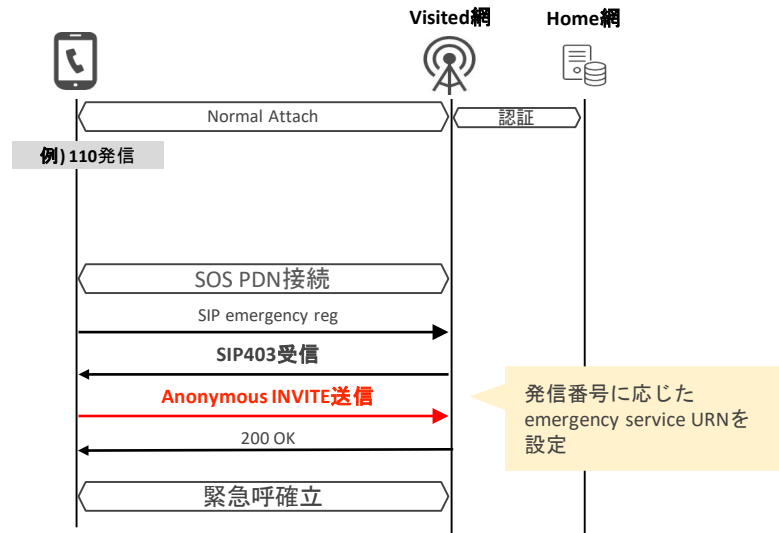 Visited網
Home網
Normal Attach
認証
例) 110発信
SOS PDN接続
SIP emergency reg
SIP403受信
Anonymous INVITE送信
発信番号に応じた
emergency service URNを
設定
200 OK
緊急呼確立